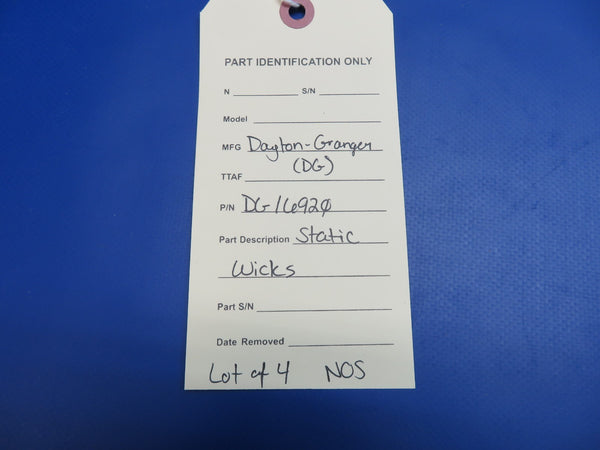 PART IDENTIFICATION ONLY
N S/N
Model
MFG Dayton-Granger
(DG)
TTAF
P/N DG16920
Part Description Static
Wicks
Part S/N
Date Removed
Lot of 4 NOS